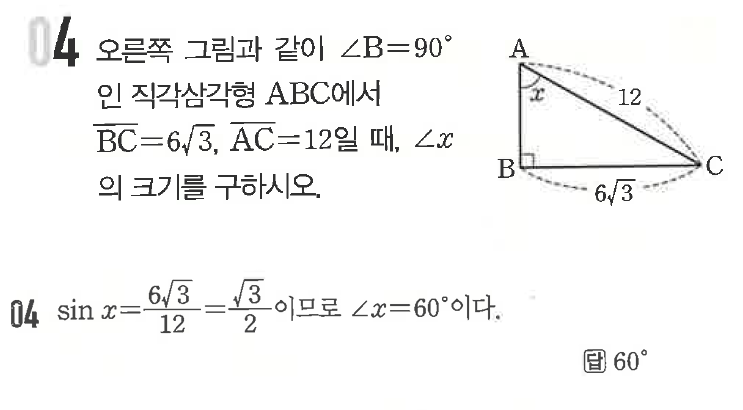 04 오른쪽 그림과 같이 ∠B=90°
인 직각삼각형 ABC에서
\overline{BC}=6√3, \overline{AC}=12일 때, ∠x
의 크기를 구하시오.
A
x
12
B
C
6√3
04 sin x=6√3/12=√3/2이므로 ∠x=60°이다.
답 60°